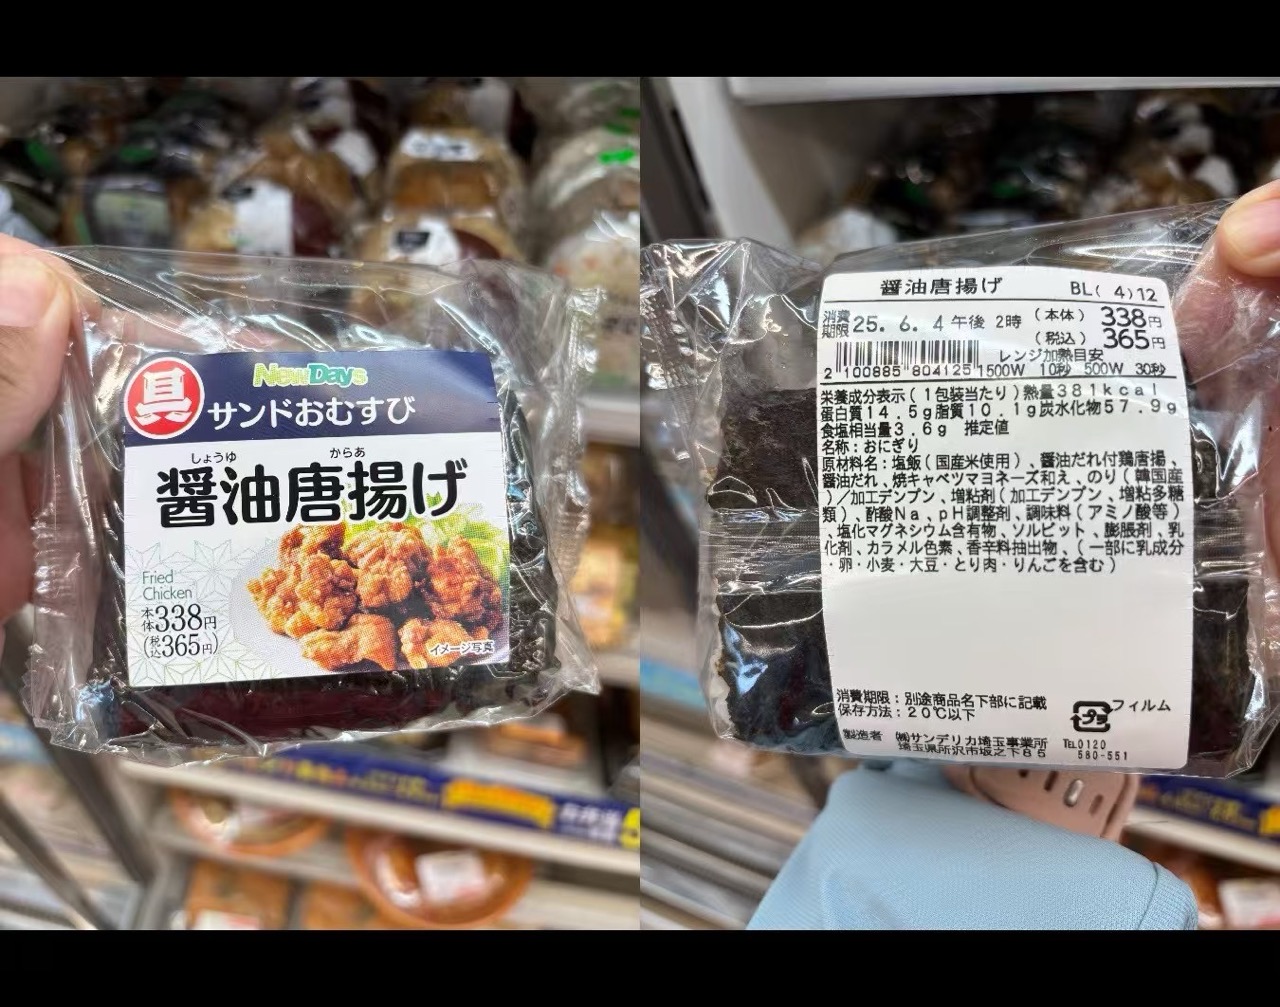 具
NewDays
サンドおむすび
しょうゆ からあ
醤油唐揚げ
Fried
Chicken
本体338円
(税込365円)
イメージ写真
醤油唐揚げ BL( 4)12
消費期限 25. 6. 4 午後 2時 (本体) 338円
(税込) 365円
レンジ加熱目安
2 100885 804125 1500W 10秒 500W 30秒
栄養成分表示(1包装当たり)熱量381kcal
蛋白質14.5g脂質10.1g炭水化物57.9g
食塩相当量3.6g 推定値
名称:おにぎり
原材料名:塩飯(国産米使用)、醤油だれ付鶏唐揚、
醤油だれ、焼キャベツマヨネーズ和え、のり(韓国産
)/加工デンプン、増粘剤(加工デンプン、増粘多糖
類)、酢酸Na、pH調整剤、調味料(アミノ酸等)
、塩化マグネシウム含有物、ソルビット、膨脹剤、乳
化剤、カラメル色素、香辛料抽出物、(一部に乳成分
・卵・小麦・大豆・とり肉・りんごを含む)
消費期限:別途商品名下部に記載
保存方法:20℃以下
プラ フィルム
製造者 ㈱サンデリカ埼玉事業所 TEL0120
埼玉県所沢市坂之下85 580-551